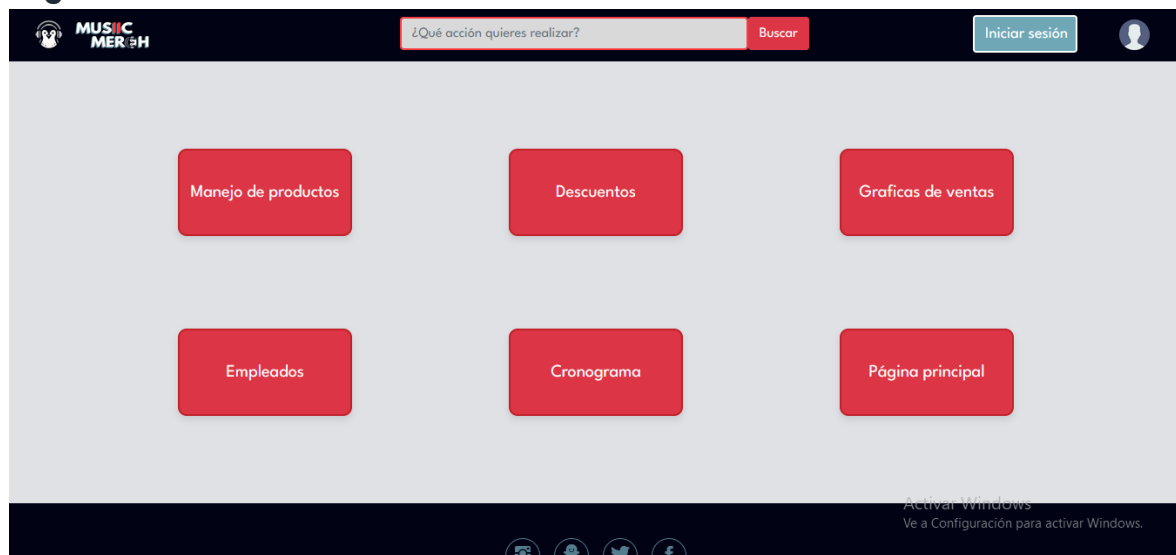 MUSIIC
MERCH
¿Qué acción quieres realizar?
Buscar
Iniciar sesión
Manejo de productos
Descuentos
Graficas de ventas
Empleados
Cronograma
Página principal
Activar Windows
Ve a Configuración para activar Windows.